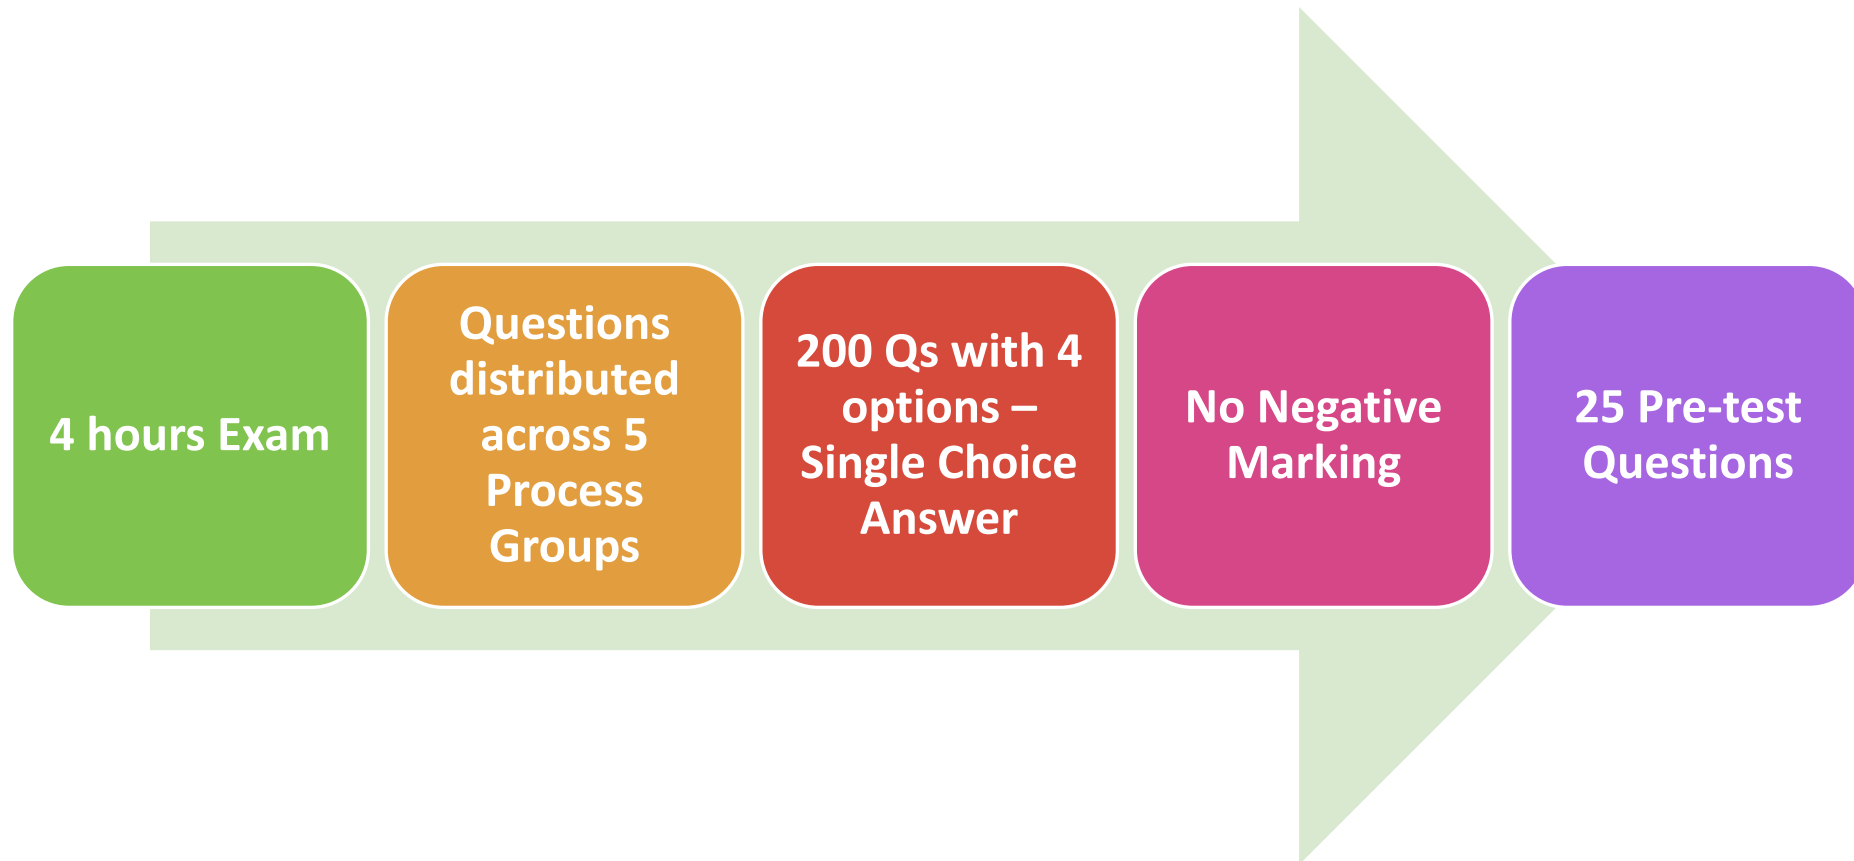 4 hours Exam
Questions
distributed
across 5
Process
Groups
200 Qs with 4
options –
Single Choice
Answer
No Negative
Marking
25 Pre-test
Questions